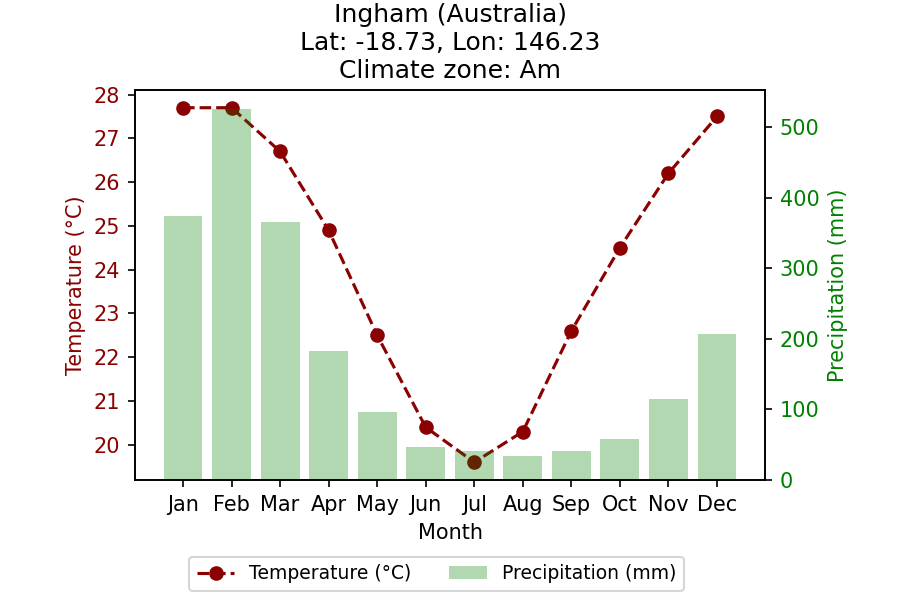 Ingham (Australia)
Lat: -18.73, Lon: 146.23
Climate zone: Am
28
27
26
25
24
23
22
21
20
Temperature (°C)
500
400
300
200
100
0
Precipitation (mm)
Jan Feb Mar Apr May Jun Jul Aug Sep Oct Nov Dec
Month
Temperature (°C) Precipitation (mm)